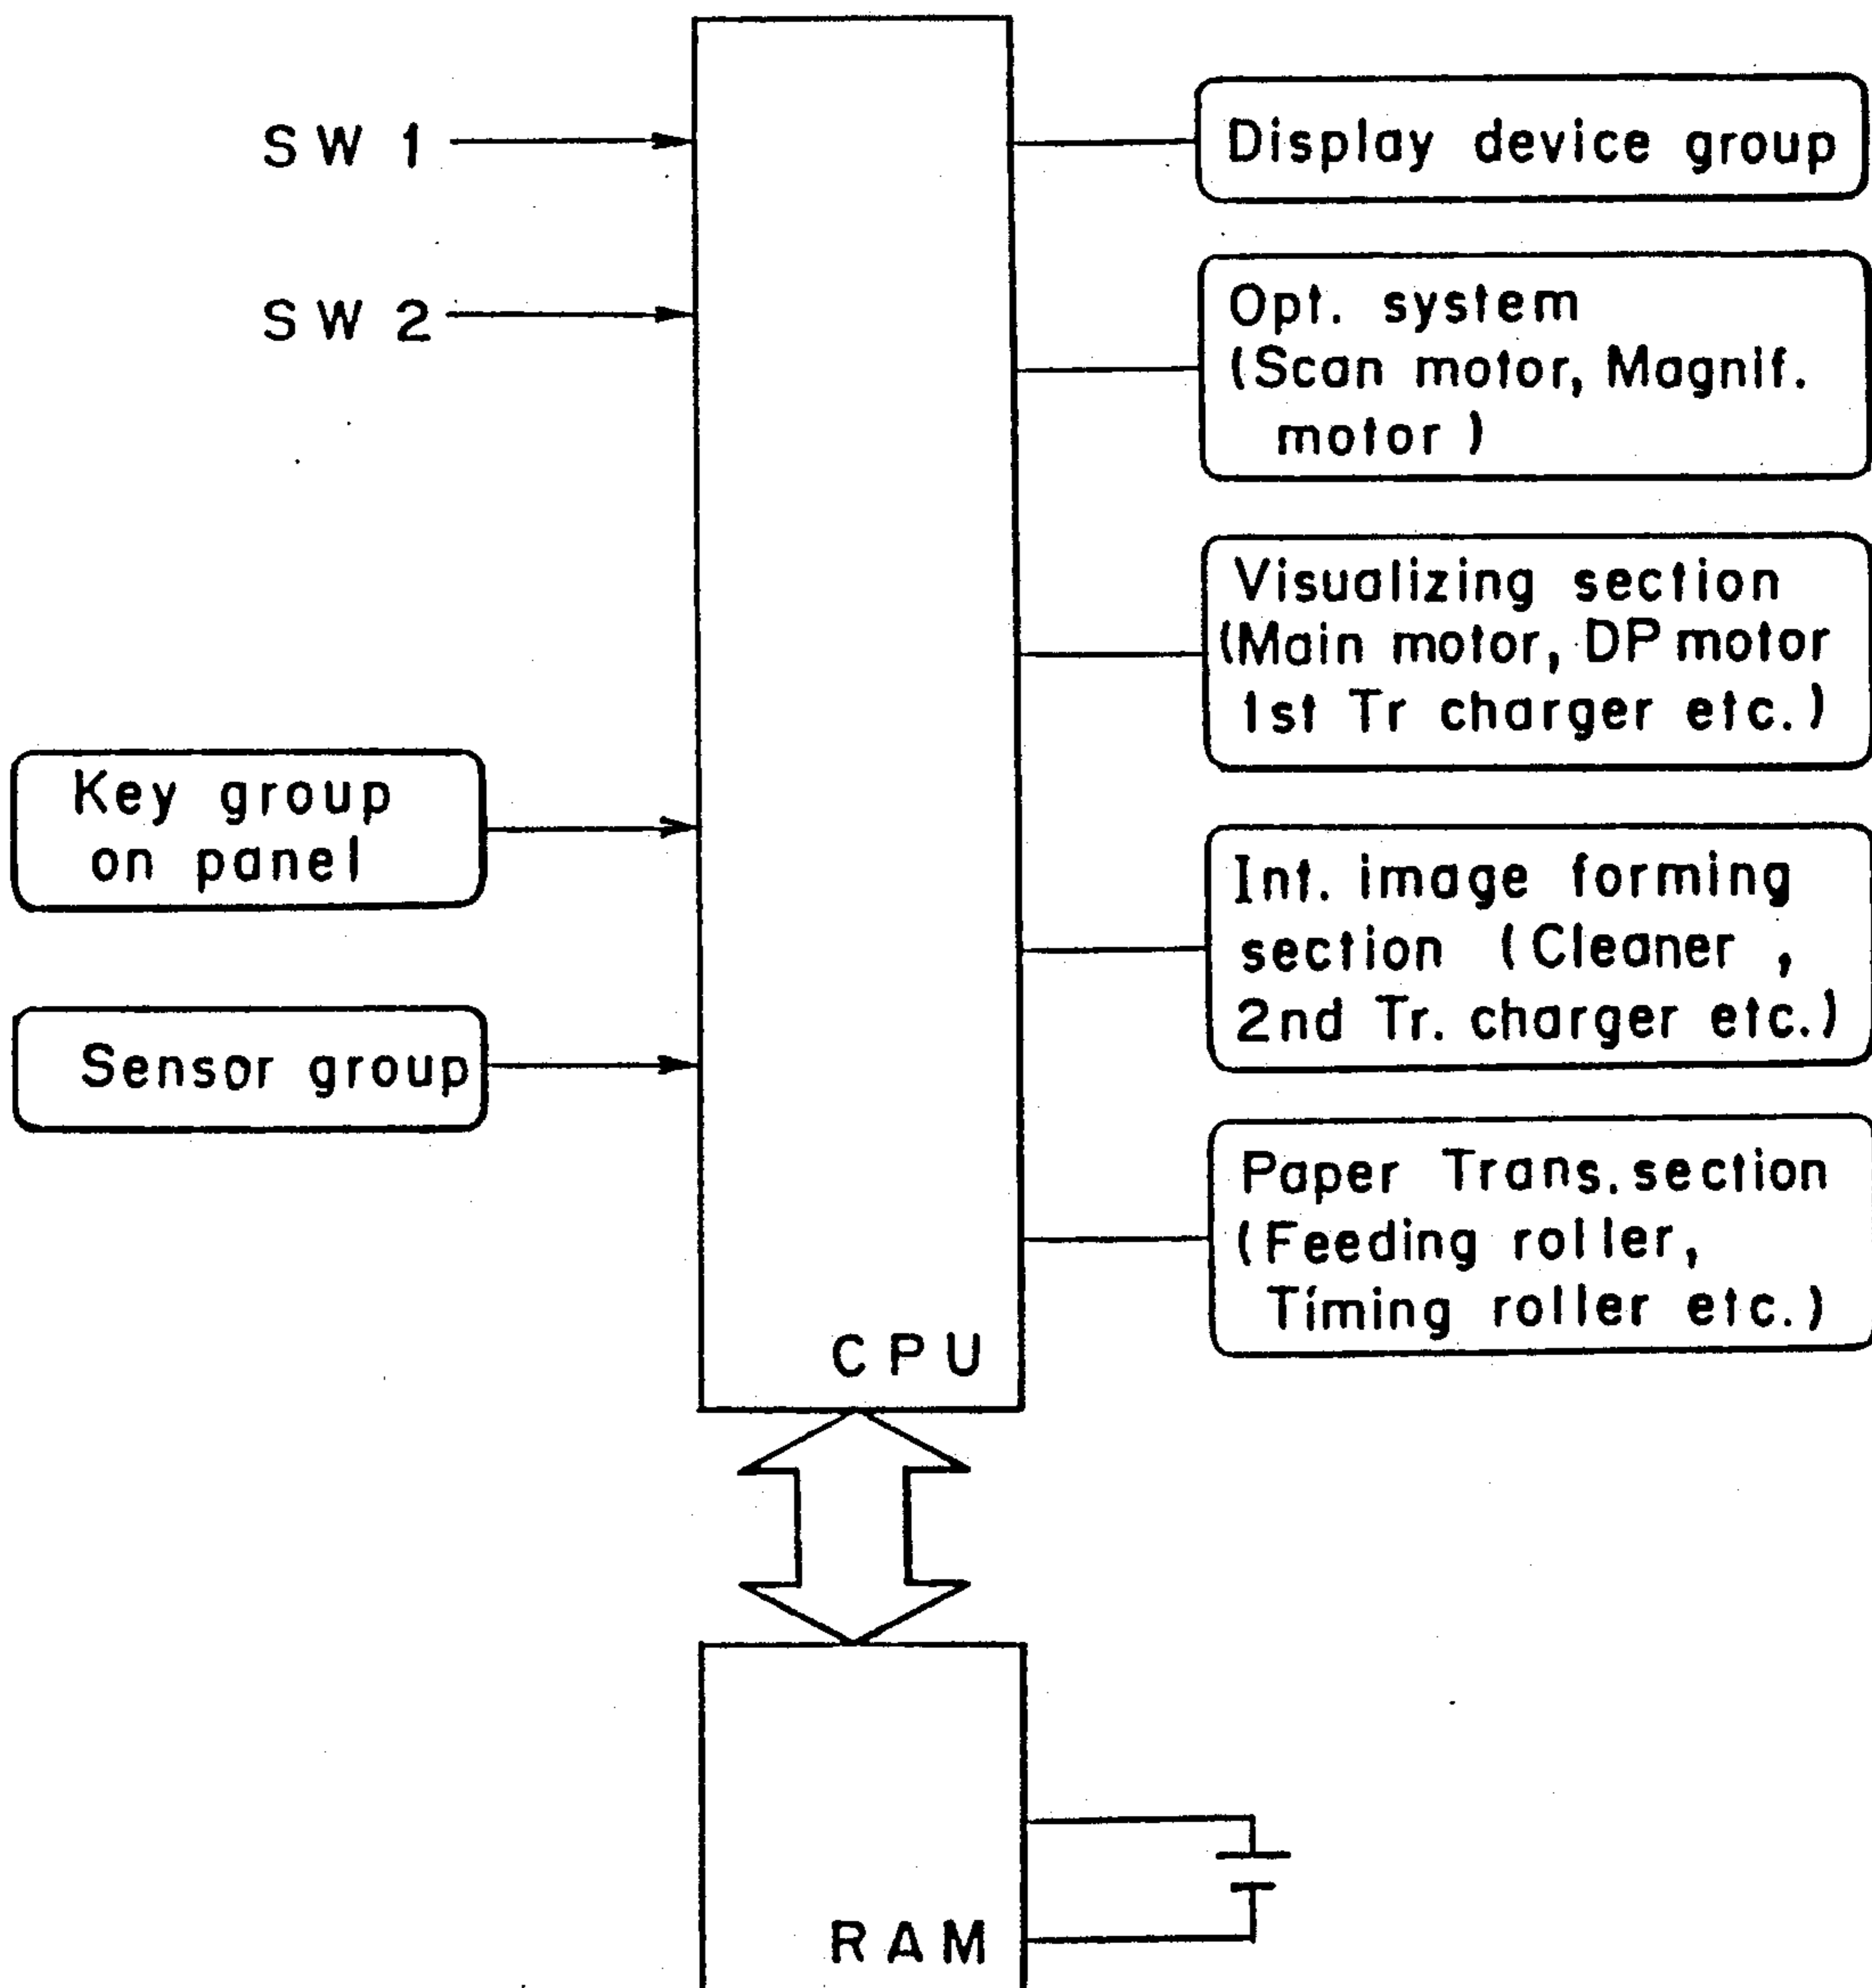 SW 1
SW 2
Key group
on panel
Sensor group
CPU
Display device group
Opt. system
(Scan motor, Magnif.
motor)
Visualizing section
(Main motor, DP motor
1st Tr charger etc.)
Int. image forming
section (Cleaner ,
2nd Tr. charger etc.)
Paper Trans. section
(Feeding roller,
Timing roller etc.)
RAM